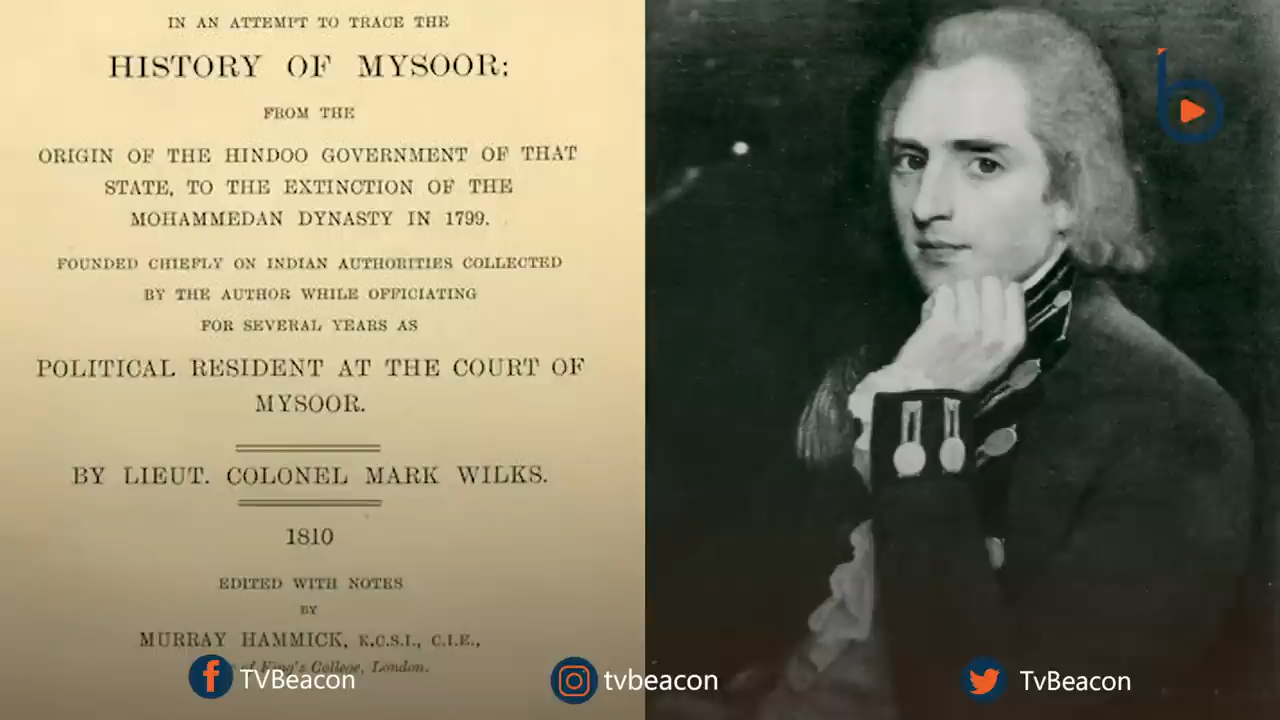 IN AN ATTEMPT TO TRACE THE
HISTORY OF MYSOOR:
FROM THE
ORIGIN OF THE HINDOO GOVERNMENT OF THAT
STATE, TO THE EXTINCTION OF THE
MOHAMMEDAN DYNASTY IN 1799.
FOUNDED CHIEFLY ON INDIAN AUTHORITIES COLLECTED
BY THE AUTHOR WHILE OFFICIATING
FOR SEVERAL YEARS AS
POLITICAL RESIDENT AT THE COURT OF
MYSOOR.
BY LIEUT. COLONEL MARK WILKS.
1810
EDITED WITH NOTES
BY
MURRAY HAMMICK, K.C.S.I., C.I.E.,
of King's College, London.
TVBeacon
tvbeacon
TvBeacon